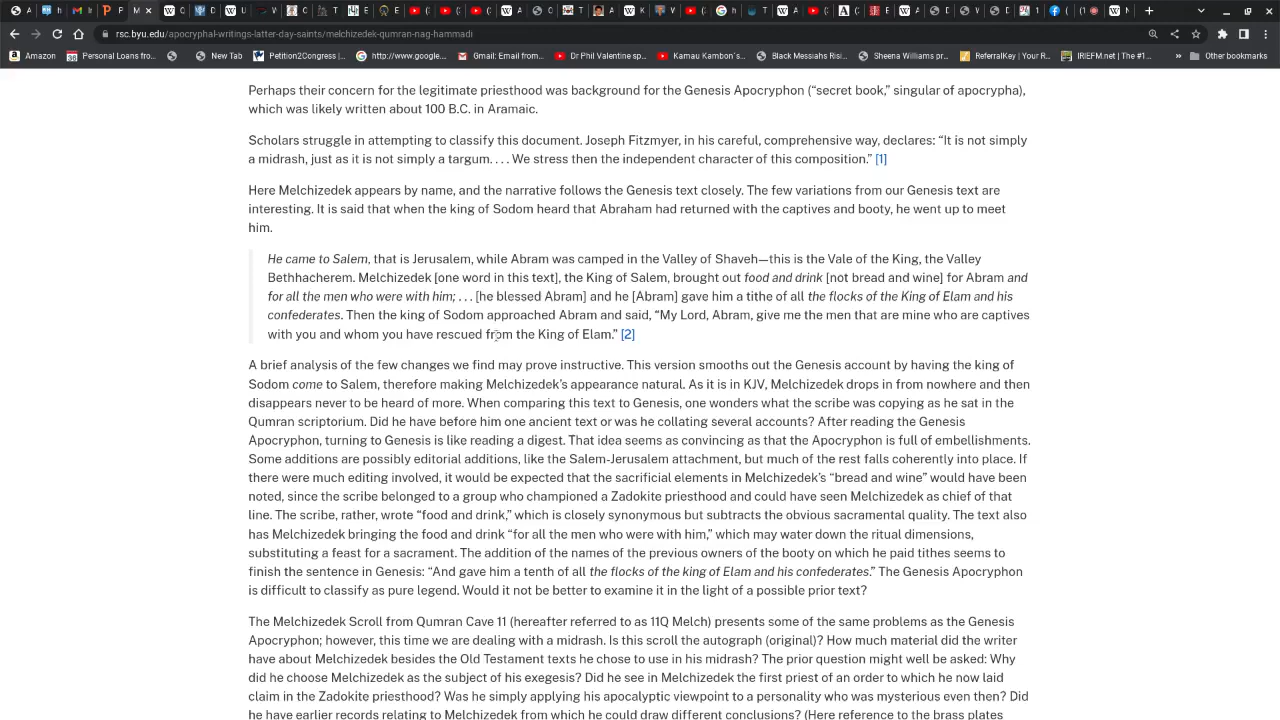 rsc.byu.edu/apocryphal-writings-latter-day-saints/melchizedek-qumran-nag-hammadi
Amazon Personal Loans from... New Tab Petition2Congress |... http://www.google... Gmail: Email from... Dr Phil Valentine sp... Kamau Kambon`s... Black Messiahs Risi... Sheena Williams pr... ReferralKey | Your R... IRIEFM.net | The #1... » Other bookmarks
Perhaps their concern for the legitimate priesthood was background for the Genesis Apocryphon (“secret book,” singular of apocrypha),
which was likely written about 100 B.C. in Aramaic.
Scholars struggle in attempting to classify this document. Joseph Fitzmyer, in his careful, comprehensive way, declares: “It is not simply
a midrash, just as it is not simply a targum. . . . We stress then the independent character of this composition.” [1]
Here Melchizedek appears by name, and the narrative follows the Genesis text closely. The few variations from our Genesis text are
interesting. It is said that when the king of Sodom heard that Abraham had returned with the captives and booty, he went up to meet
him.
He came to Salem, that is Jerusalem, while Abram was camped in the Valley of Shaveh—this is the Vale of the King, the Valley
Bethhacherem. Melchizedek [one word in this text], the King of Salem, brought out food and drink [not bread and wine] for Abram and
for all the men who were with him; . . . [he blessed Abram] and he [Abram] gave him a tithe of all the flocks of the King of Elam and his
confederates. Then the king of Sodom approached Abram and said, “My Lord, Abram, give me the men that are mine who are captives
with you and whom you have rescued from the King of Elam.” [2]
A brief analysis of the few changes we find may prove instructive. This version smooths out the Genesis account by having the king of
Sodom come to Salem, therefore making Melchizedek’s appearance natural. As it is in KJV, Melchizedek drops in from nowhere and then
disappears never to be heard of more. When comparing this text to Genesis, one wonders what the scribe was copying as he sat in the
Qumran scriptorium. Did he have before him one ancient text or was he collating several accounts? After reading the Genesis
Apocryphon, turning to Genesis is like reading a digest. That idea seems as convincing as that the Apocryphon is full of embellishments.
Some additions are possibly editorial additions, like the Salem-Jerusalem attachment, but much of the rest falls coherently into place. If
there were much editing involved, it would be expected that the sacrificial elements in Melchizedek’s “bread and wine” would have been
noted, since the scribe belonged to a group who championed a Zadokite priesthood and could have seen Melchizedek as chief of that
line. The scribe, rather, wrote “food and drink,” which is closely synonymous but subtracts the obvious sacramental quality. The text also
has Melchizedek bringing the food and drink “for all the men who were with him,” which may water down the ritual dimensions,
substituting a feast for a sacrament. The addition of the names of the previous owners of the booty on which he paid tithes seems to
finish the sentence in Genesis: “And gave him a tenth of all the flocks of the king of Elam and his confederates.” The Genesis Apocryphon
is difficult to classify as pure legend. Would it not be better to examine it in the light of a possible prior text?
The Melchizedek Scroll from Qumran Cave 11 (hereafter referred to as 11Q Melch) presents some of the same problems as the Genesis
Apocryphon; however, this time we are dealing with a midrash. Is this scroll the autograph (original)? How much material did the writer
have about Melchizedek besides the Old Testament texts he chose to use in his midrash? The prior question might well be asked: Why
did he choose Melchizedek as the subject of his exegesis? Did he see in Melchizedek the first priest of an order to which he now laid
claim in the Zadokite priesthood? Was he simply applying his apocalyptic viewpoint to a personality who was mysterious even then? Did
he have earlier records relating to Melchizedek from which he could draw different conclusions? (Here reference to the brass plates